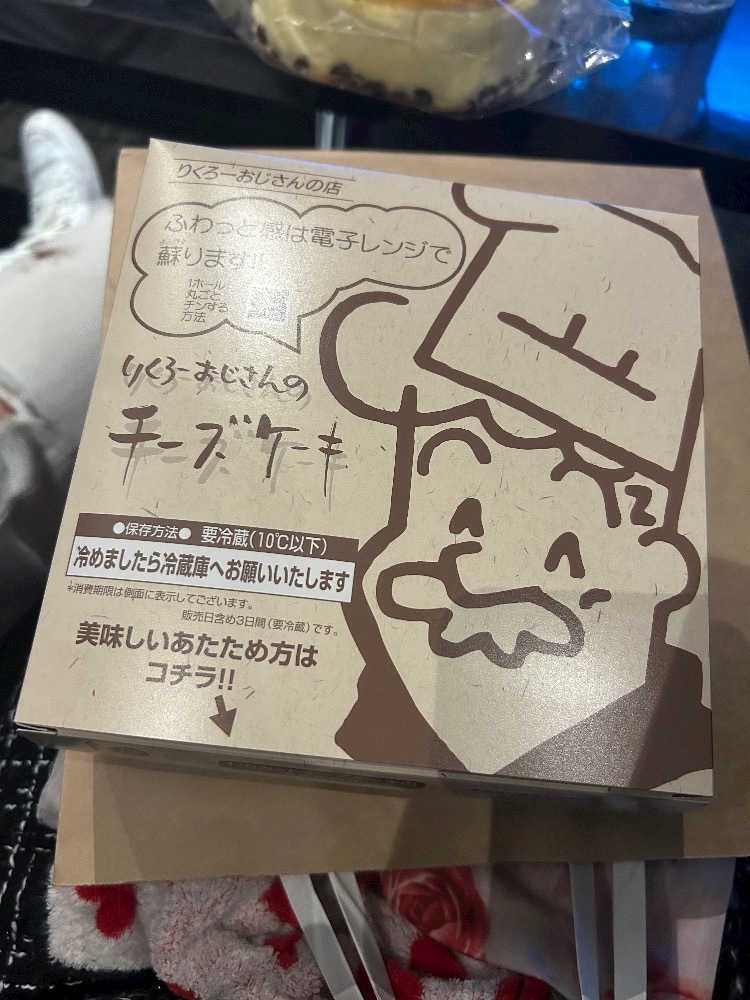 りくろーおじさんの店
ふわっと感は電子レンジで
蘇ります!!
1ホール
丸ごと
チンする
方法
りくろーおじさんの
チーズケーキ
●保存方法● 要冷蔵(10℃以下)
冷めましたら冷蔵庫へお願いいたします
*消費期限は側面に表示してございます。
販売日含め3日間(要冷蔵)です。
美味しいあたため方は
コチラ!!